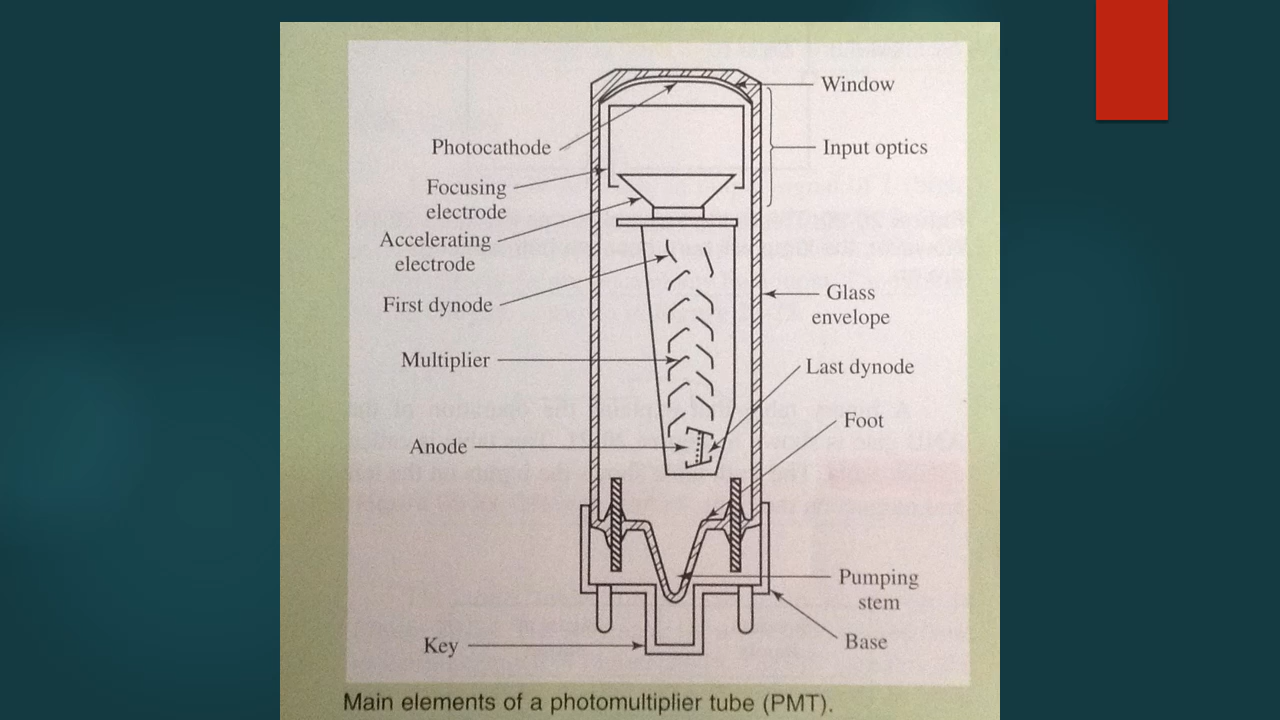 Window
Photocathode
Input optics
Focusing
electrode
Accelerating
electrode
First dynode
Glass
envelope
Multiplier
Last dynode
Foot
Anode
Pumping
stem
Key
Base
Main elements of a photomultiplier tube (PMT).